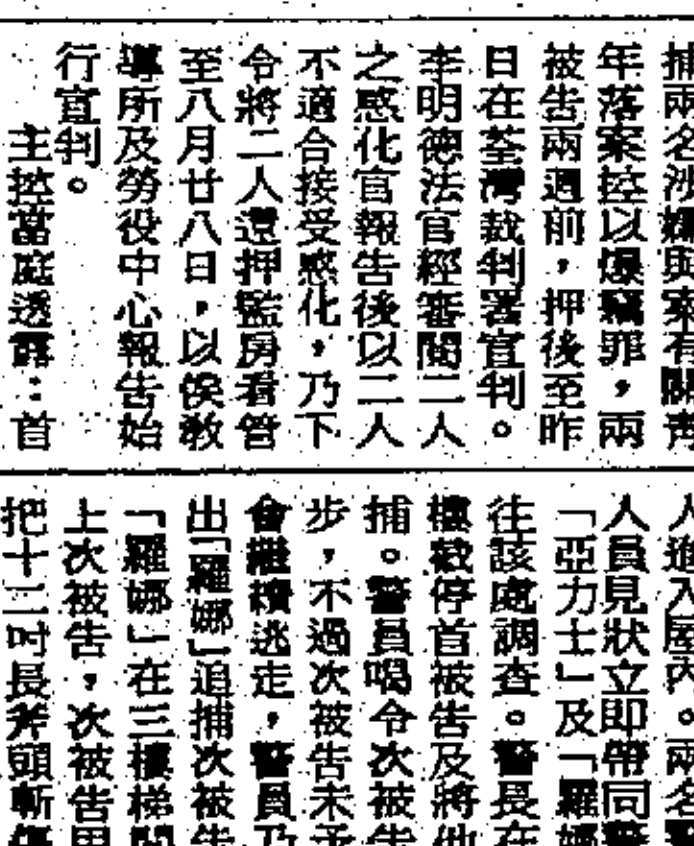 捕兩名涉嫌與案有關青
年落案控以爆竊罪，兩
被告兩週前，押後至昨
日在荃灣裁判署宣判。
李明德法官經審閱二人
之感化官報告後以二人
不適合接受感化，乃下
令將二人還押監房看管
至八月廿八日，以俟教
導所及勞役中心報告始
行宣判。
主控當庭透露：首
人進入屋內。兩名警
人員見狀立即帶同警
「亞力士」及「羅娜
往該處調查。警長在
樓截停首被告及將他
捕。警員喝令次被告
步，不過次被告未予
會繼續逃走，警員乃
出「羅娜」追捕次被告
「羅娜」在三樓梯間
上次被告，次被告用
把十二吋長斧頭斬傷